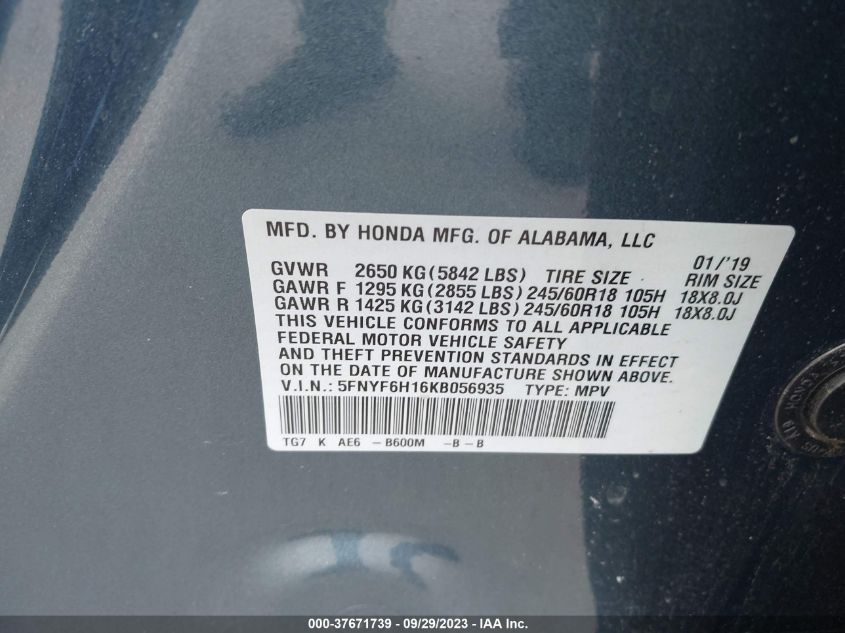 MFD. BY HONDA MFG. OF ALABAMA, LLC
01/'19
GVWR 2650 KG (5842 LBS) TIRE SIZE RIM SIZE
GAWR F 1295 KG (2855 LBS) 245/60R18 105H 18X8.0J
GAWR R 1425 KG (3142 LBS) 245/60R18 105H 18X8.0J
THIS VEHICLE CONFORMS TO ALL APPLICABLE
FEDERAL MOTOR VEHICLE SAFETY
AND THEFT PREVENTION STANDARDS IN EFFECT
ON THE DATE OF MANUFACTURE SHOWN ABOVE.
V.I.N.: 5FNYF6H16KB056935 TYPE: MPV
TG7 K AE6 -B600M -B-B
000-37671739 / 09/29/2023 - IAA Inc.